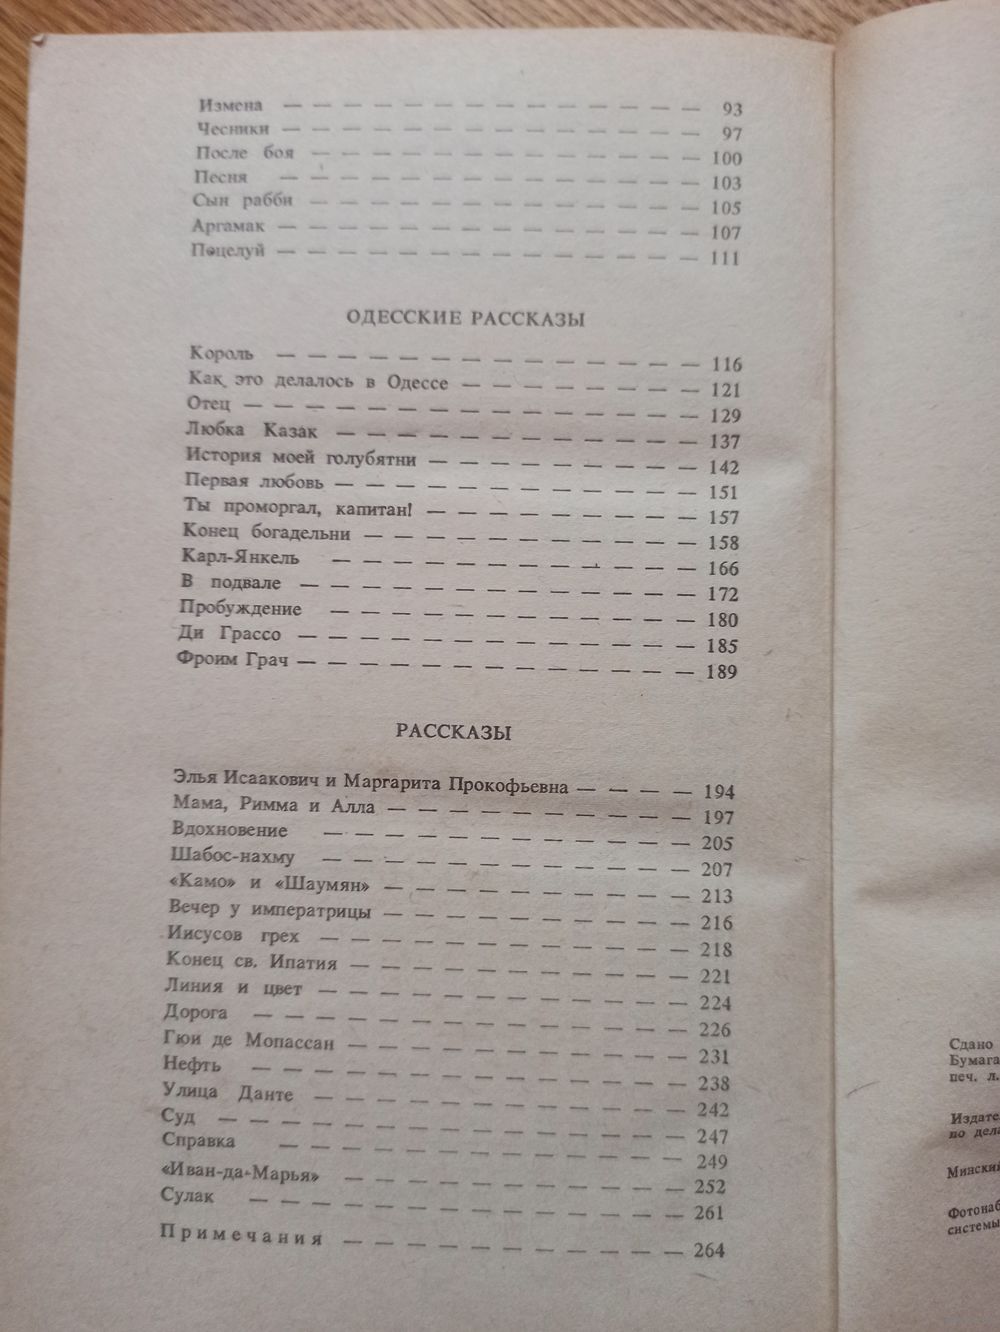 Измена — — — — — — — — — — — — — — 93
Чесники — — — — — — — — — — — — — — 97
После боя — — — — — — — — — — — — — 100
Песня — — — — — — — — — — — — — — 103
Сын рабби — — — — — — — — — — — — — 105
Аргамак — — — — — — — — — — — — — — 107
Поцелуй — — — — — — — — — — — — — — 111
ОДЕССКИЕ РАССКАЗЫ
Король — — — — — — — — — — — — — — 116
Как это делалось в Одессе — — — — — — — — 121
Отец — — — — — — — — — — — — — — — 129
Любка Казак — — — — — — — — — — — — 137
История моей голубятни — — — — — — — — — 142
Первая любовь — — — — — — — — — — — — 151
Ты проморгал, капитан! — — — — — — — — — 157
Конец богадельни — — — — — — — — — — — 158
Карл-Янкель — — — — — — — — — — — — 166
В подвале — — — — — — — — — — — — — 172
Пробуждение — — — — — — — — — — — — 180
Ди Грассо — — — — — — — — — — — — — 185
Фроим Грач — — — — — — — — — — — — — 189
РАССКАЗЫ
Элья Исаакович и Маргарита Прокофьевна — — — — 194
Мама, Римма и Алла — — — — — — — — — — 197
Вдохновение — — — — — — — — — — — — 205
Шабос-нахму — — — — — — — — — — — — 207
«Камо» и «Шаумян» — — — — — — — — — — 213
Вечер у императрицы — — — — — — — — — — 216
Иисусов грех — — — — — — — — — — — — 218
Конец св. Ипатия — — — — — — — — — — — 221
Линия и цвет — — — — — — — — — — — — 224
Дорога — — — — — — — — — — — — — — 226
Гюи де Мопассан — — — — — — — — — — — 231
Нефть — — — — — — — — — — — — — — 238
Улица Данте — — — — — — — — — — — — 242
Суд — — — — — — — — — — — — — — — 247
Справка — — — — — — — — — — — — — 249
«Иван-да-Марья» — — — — — — — — — — — 252
Сулак — — — — — — — — — — — — — — 261
Примечания — — — — — — — — — — — 264
Сдано
Бумага
печ. л.
Издате
по дела
Минский
Фотонаб
системы